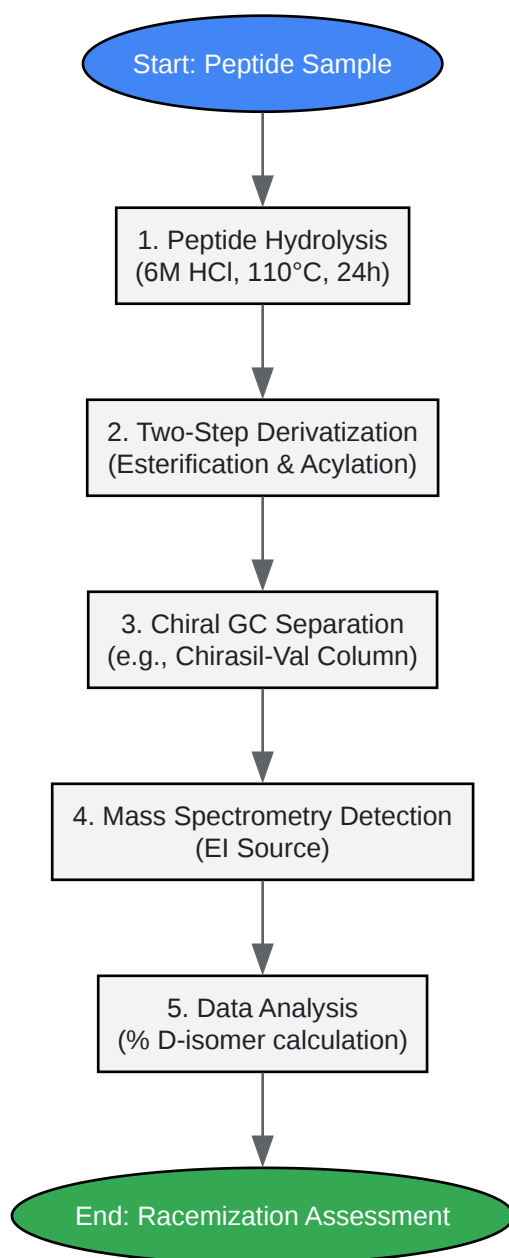 Start: Peptide Sample
1. Peptide Hydrolysis
(6M HCl, 110°C, 24h)
2. Two-Step Derivatization
(Esterification & Acylation)
3. Chiral GC Separation
(e.g., Chirasil-Val Column)
4. Mass Spectrometry Detection
(EI Source)
5. Data Analysis
(% D-isomer calculation)
End: Racemization Assessment